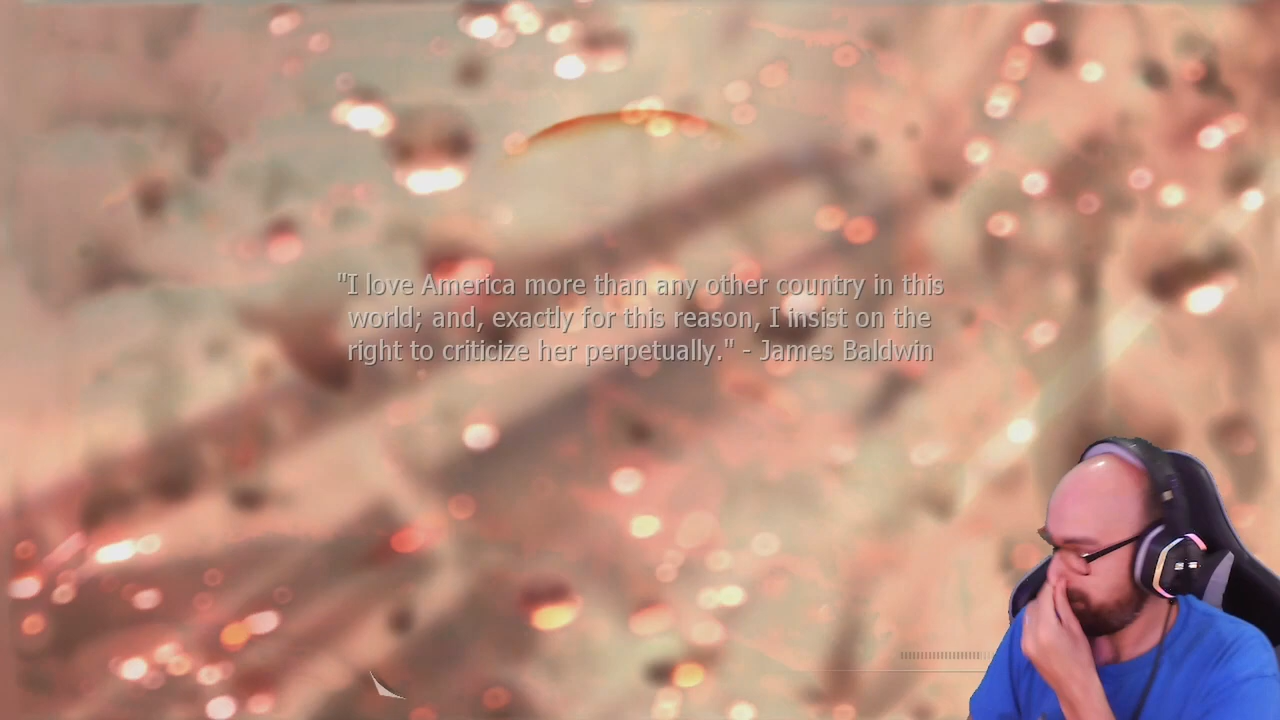 "I love America more than any other country in this
world; and, exactly for this reason, I insist on the
right to criticize her perpetually." - James Baldwin